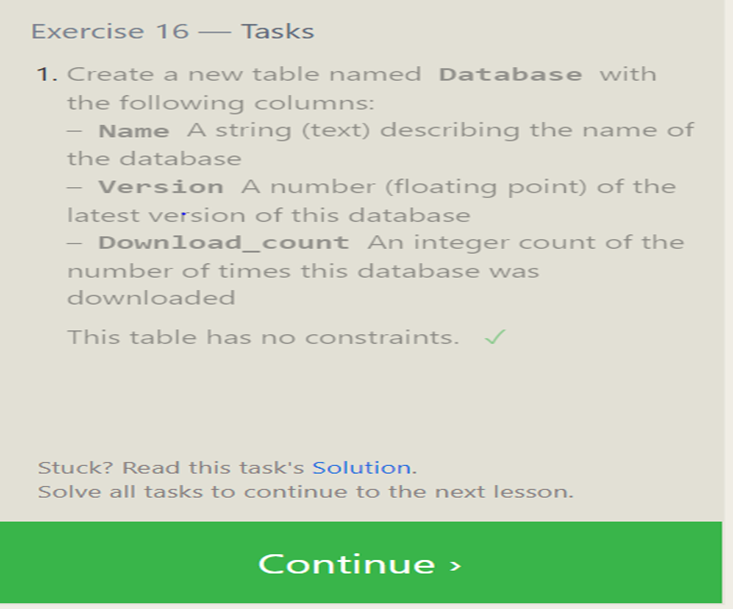 Exercise 16 — Tasks
1. Create a new table named Database with
the following columns:
– Name A string (text) describing the name of
the database
– Version A number (floating point) of the
latest version of this database
– Download_count An integer count of the
number of times this database was
downloaded
This table has no constraints. ✓
Stuck? Read this task's Solution.
Solve all tasks to continue to the next lesson.
Continue ›